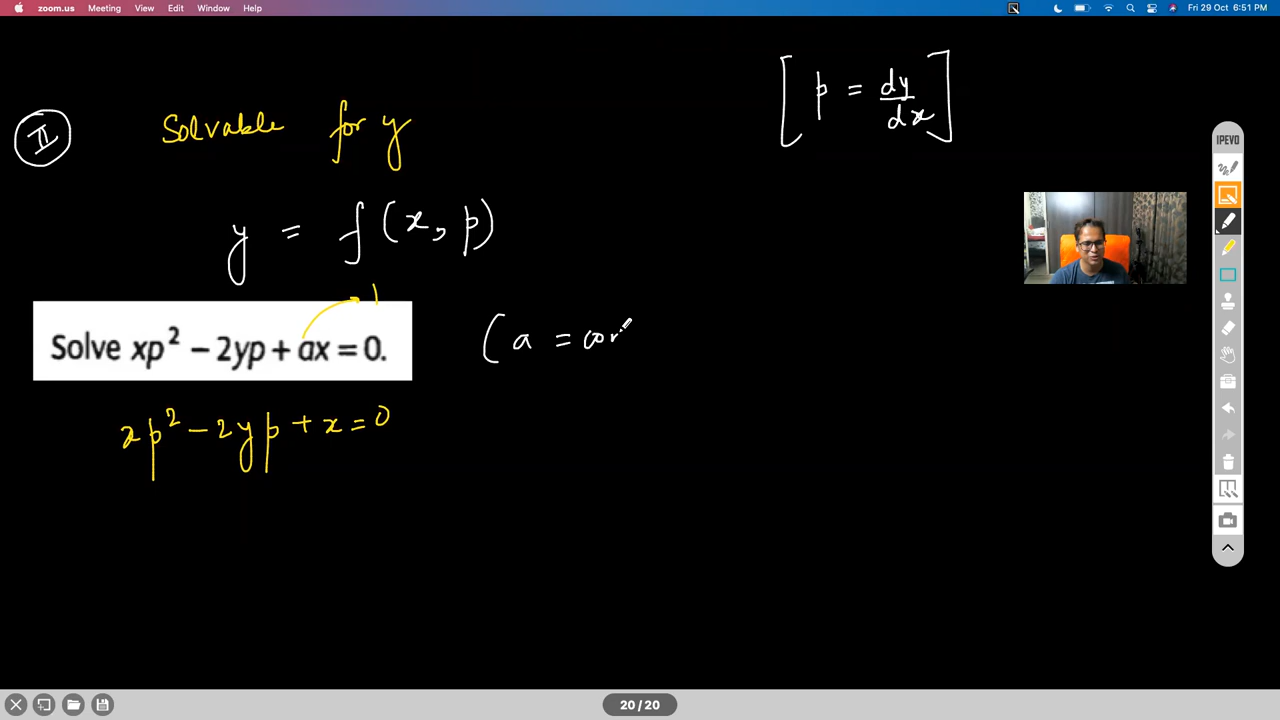 zoom.us Meeting View Edit Window Help Fri 29 Oct 6:51 PM
[ p = dy/dx ]
II Solvable for y
y = f(x, p)
1
Solve xp² − 2yp + ax = 0.
(a = con
xp² − 2yp + x = 0
IPEVO
20 / 20